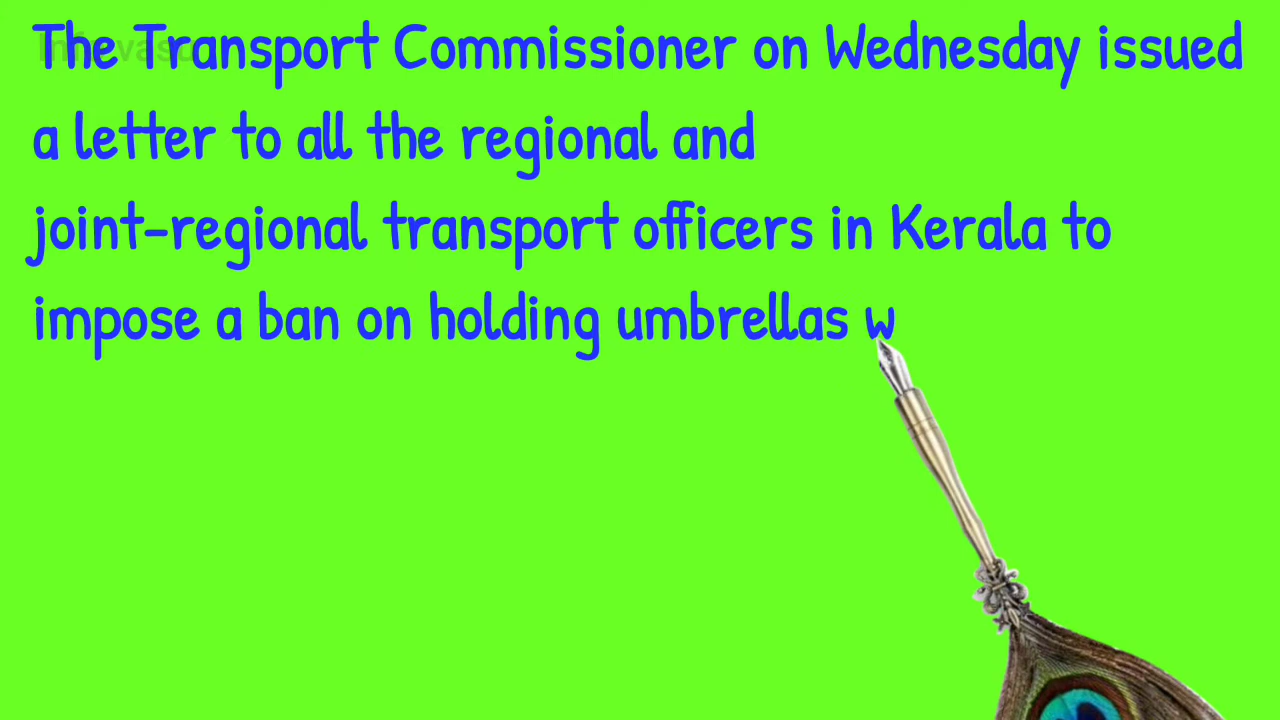 The Transport Commissioner on Wednesday issued
a letter to all the regional and
joint-regional transport officers in Kerala to
impose a ban on holding umbrellas w